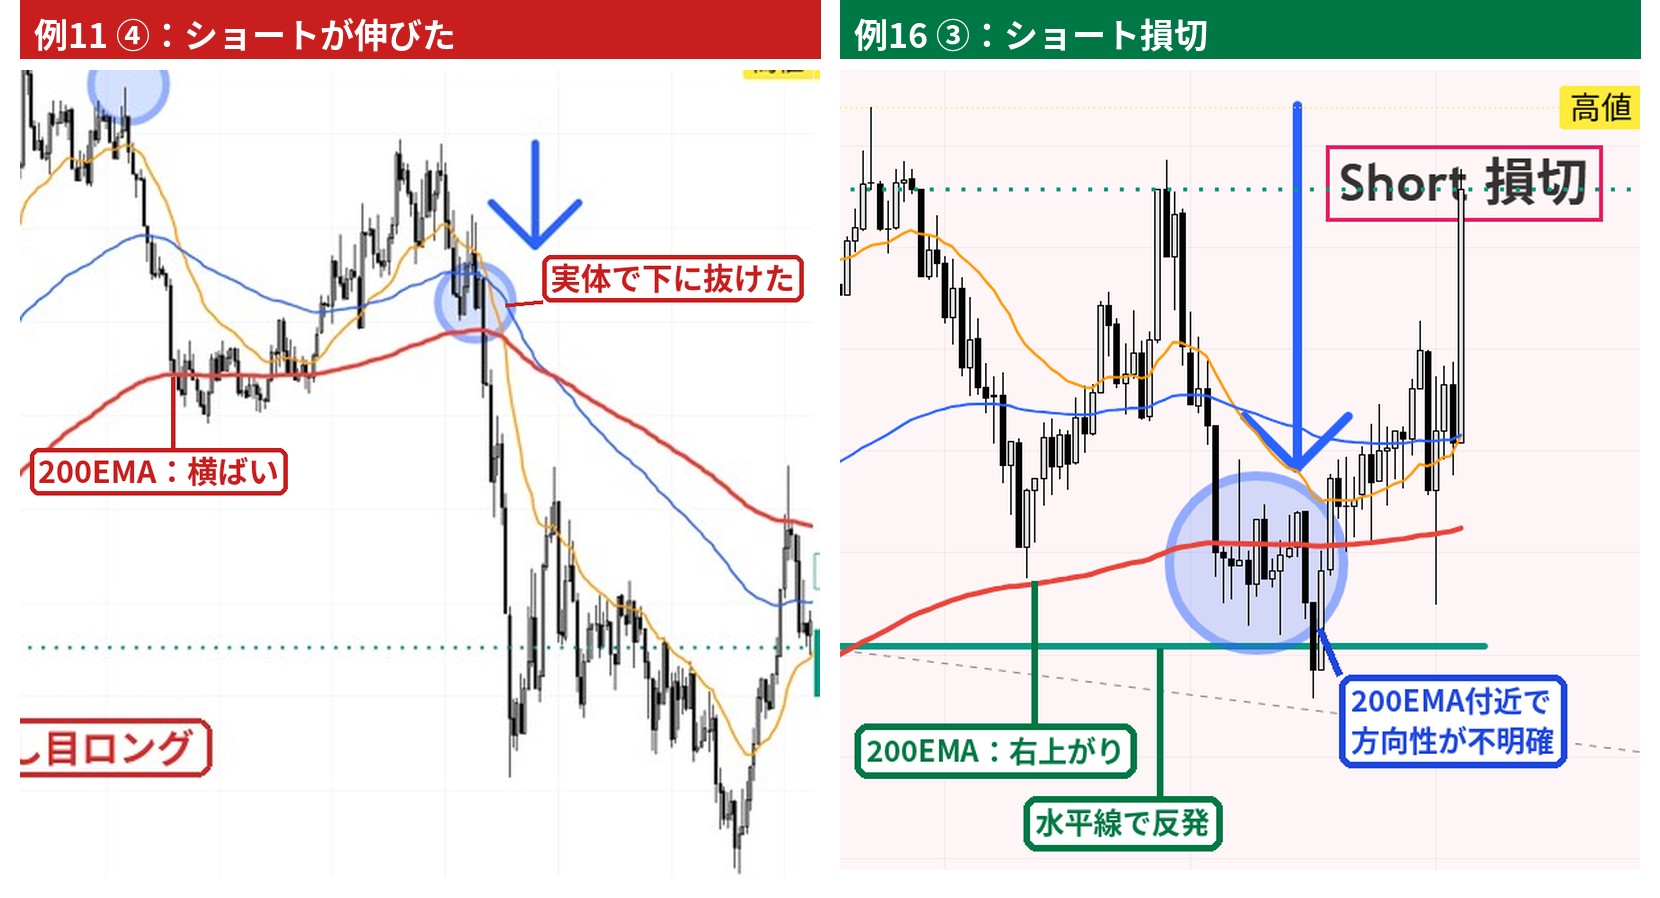 例11 ④：ショートが伸びた
高値
実体で下に抜けた
200EMA：横ばい
し目ロング
例16 ③：ショート損切
高値
Short 損切
200EMA付近で
方向性が不明確
200EMA：右上がり
水平線で反発